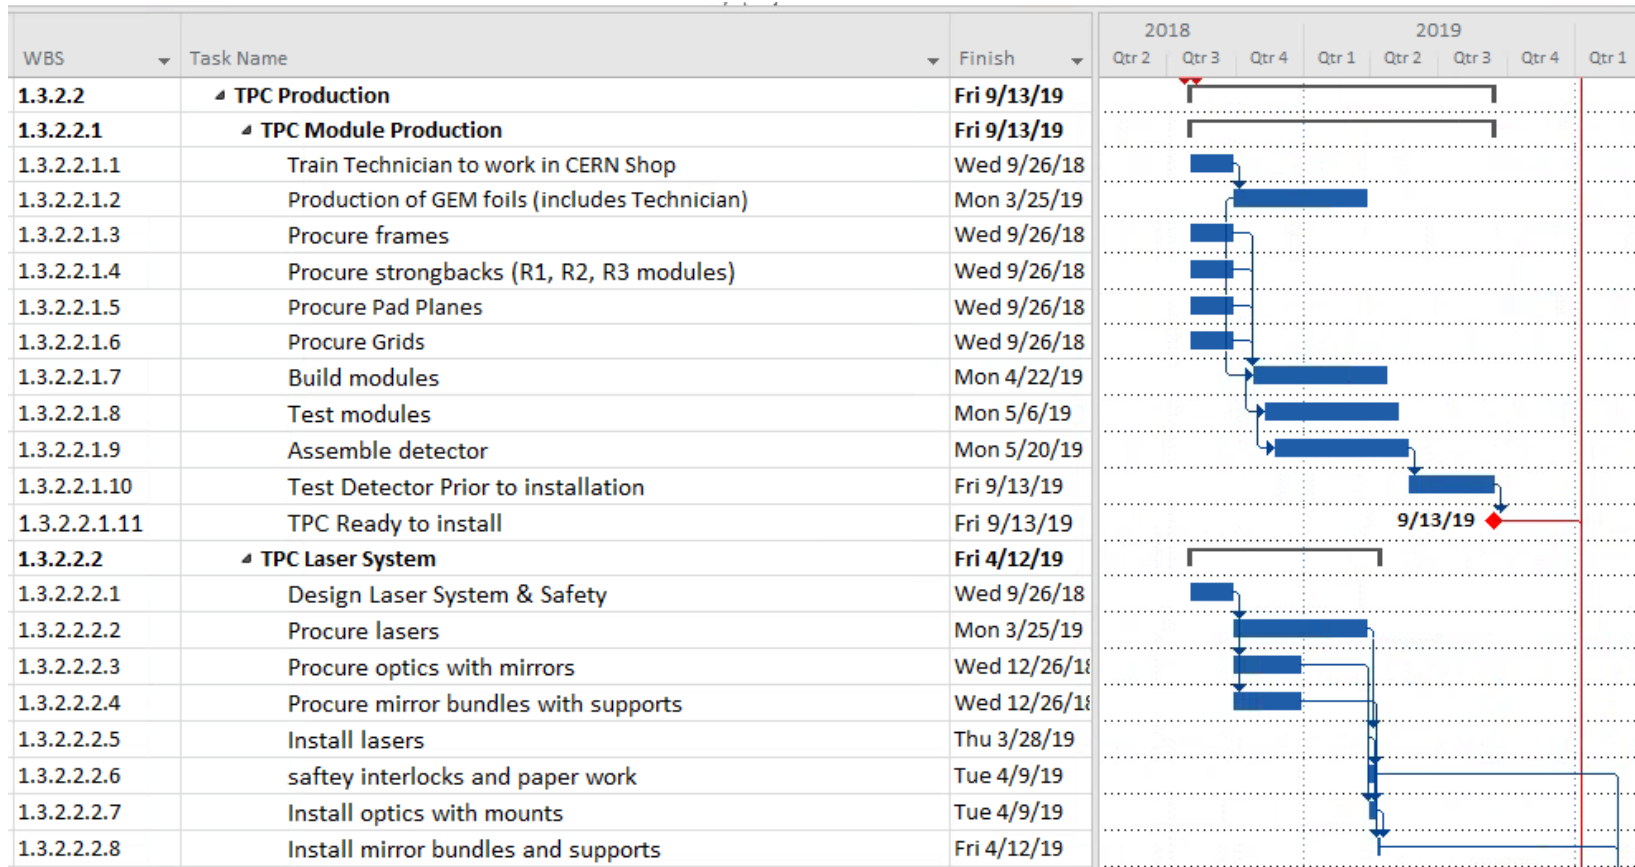 2018 2019
WBS Task Name Finish Qtr 2 Qtr 3 Qtr 4 Qtr 1 Qtr 2 Qtr 3 Qtr 4 Qtr 1
1.3.2.2 TPC Production Fri 9/13/19
1.3.2.2.1 TPC Module Production Fri 9/13/19
1.3.2.2.1.1 Train Technician to work in CERN Shop Wed 9/26/18
1.3.2.2.1.2 Production of GEM foils (includes Technician) Mon 3/25/19
1.3.2.2.1.3 Procure frames Wed 9/26/18
1.3.2.2.1.4 Procure strongbacks (R1, R2, R3 modules) Wed 9/26/18
1.3.2.2.1.5 Procure Pad Planes Wed 9/26/18
1.3.2.2.1.6 Procure Grids Wed 9/26/18
1.3.2.2.1.7 Build modules Mon 4/22/19
1.3.2.2.1.8 Test modules Mon 5/6/19
1.3.2.2.1.9 Assemble detector Mon 5/20/19
1.3.2.2.1.10 Test Detector Prior to installation Fri 9/13/19
1.3.2.2.1.11 TPC Ready to install Fri 9/13/19 9/13/19
1.3.2.2.2 TPC Laser System Fri 4/12/19
1.3.2.2.2.1 Design Laser System & Safety Wed 9/26/18
1.3.2.2.2.2 Procure lasers Mon 3/25/19
1.3.2.2.2.3 Procure optics with mirrors Wed 12/26/18
1.3.2.2.2.4 Procure mirror bundles with supports Wed 12/26/18
1.3.2.2.2.5 Install lasers Thu 3/28/19
1.3.2.2.2.6 saftey interlocks and paper work Tue 4/9/19
1.3.2.2.2.7 Install optics with mounts Tue 4/9/19
1.3.2.2.2.8 Install mirror bundles and supports Fri 4/12/19